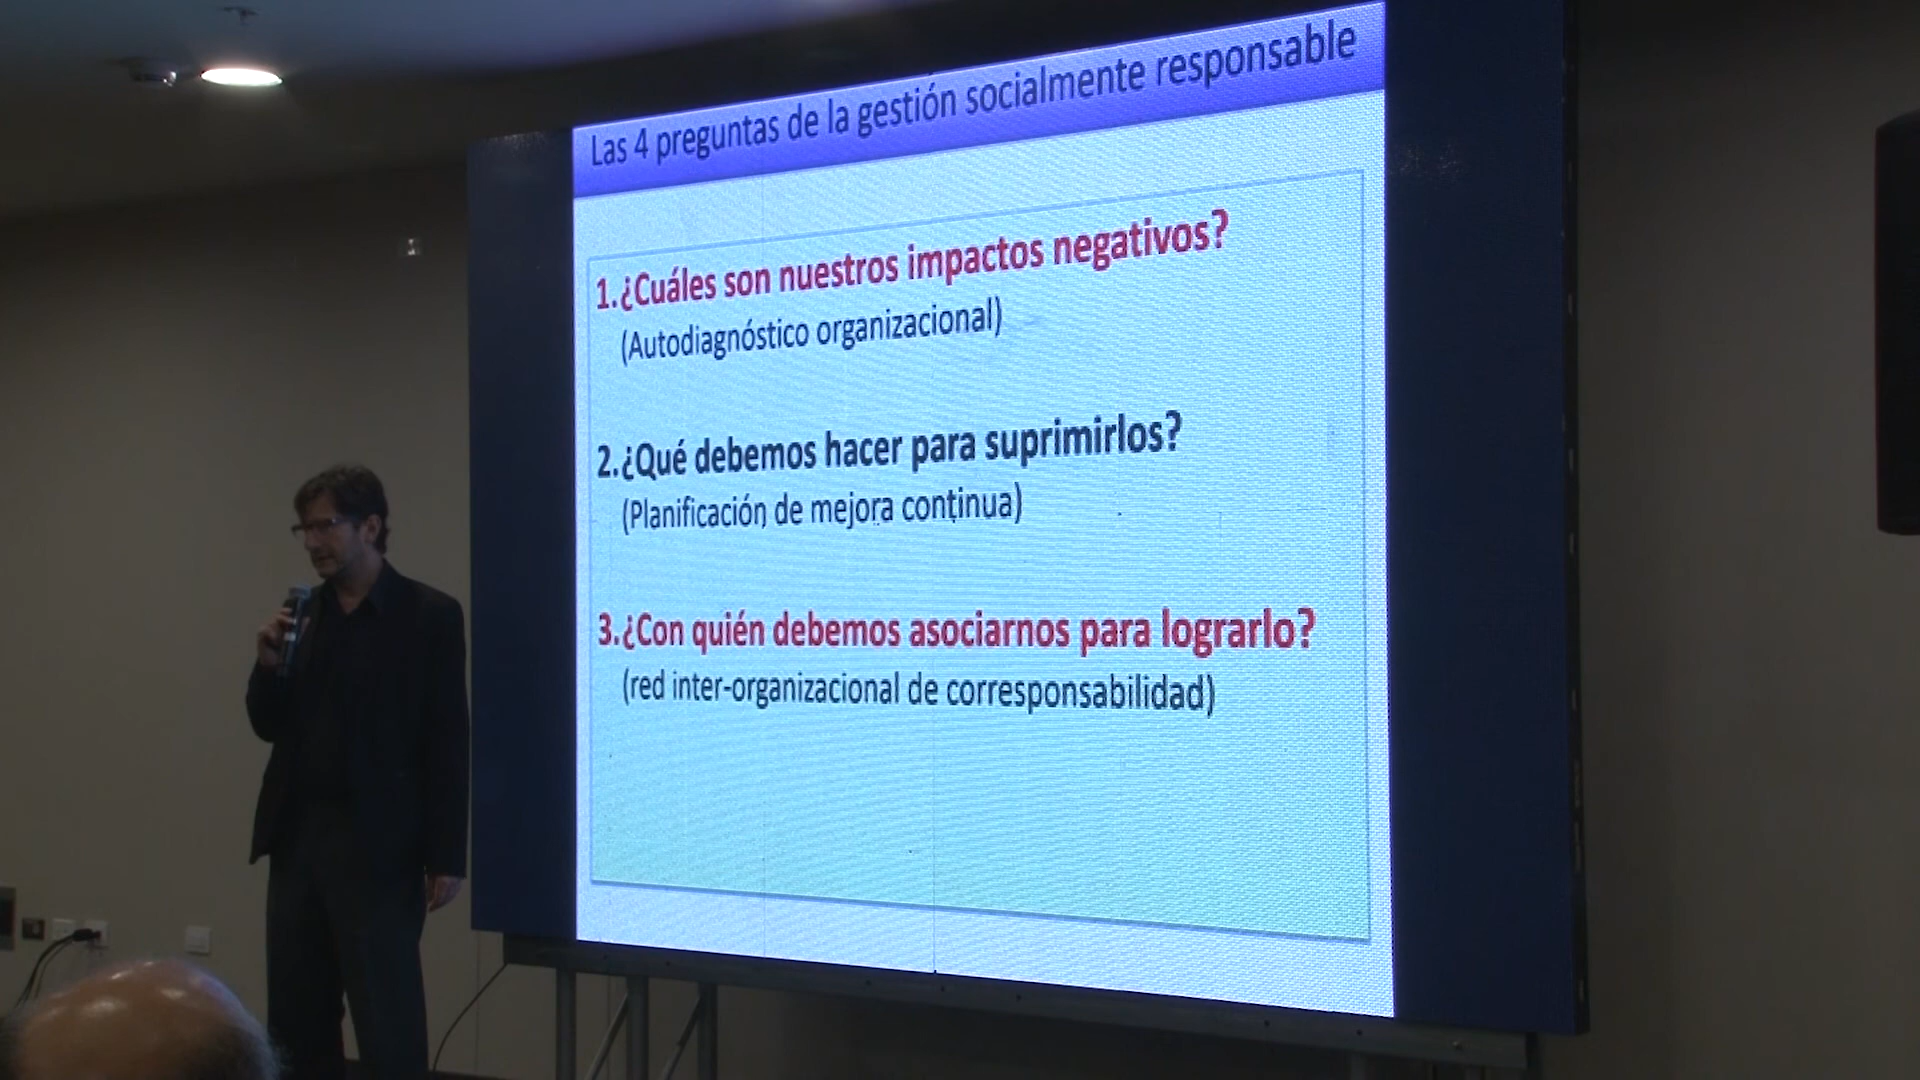 Las 4 preguntas de la gestión socialmente responsable
1.¿Cuáles son nuestros impactos negativos?
(Autodiagnóstico organizacional)
2.¿Qué debemos hacer para suprimirlos?
(Planificación de mejora continua)
3.¿Con quién debemos asociarnos para lograrlo?
(red inter-organizacional de corresponsabilidad)